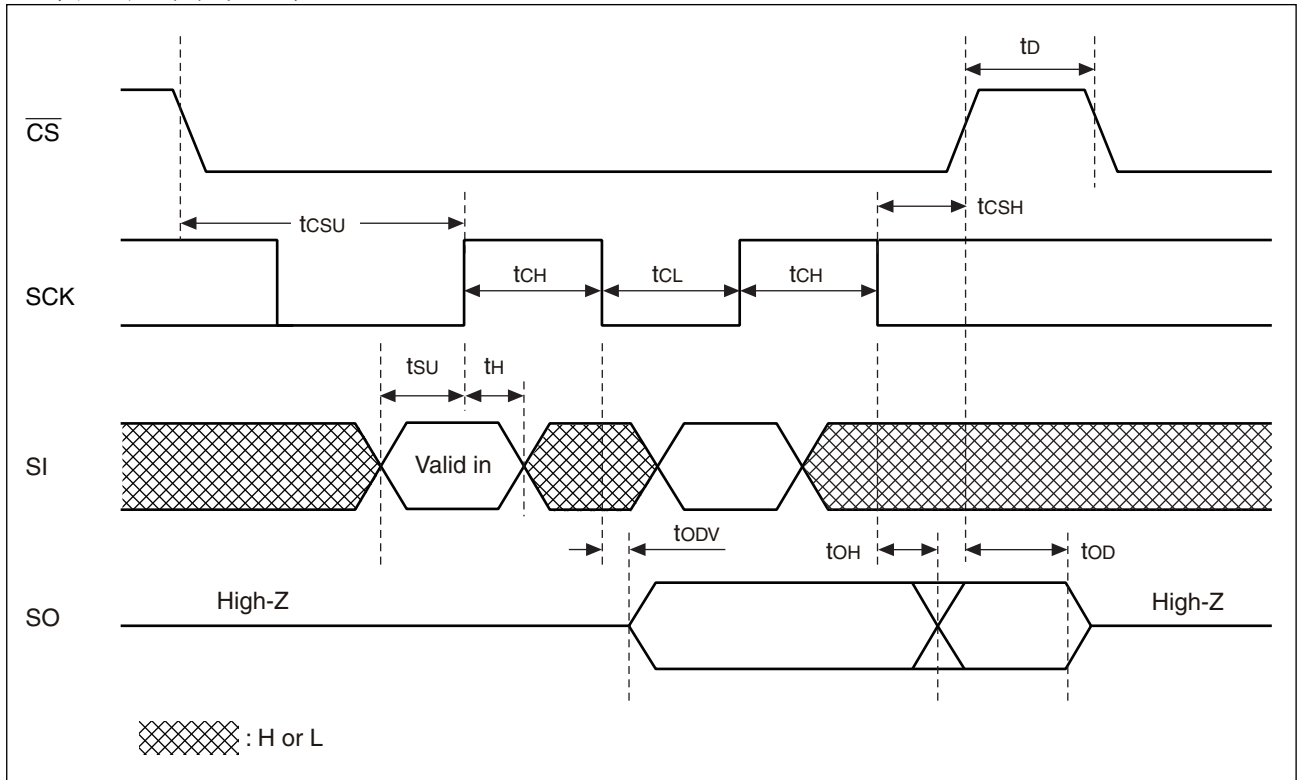 tD
CS
tCSU
tCSH
SCK
tCH
tCL
tCH
tSU
tH
SI
Valid in
tODV
tOH
tOD
SO
High-Z
High-Z
: H or L